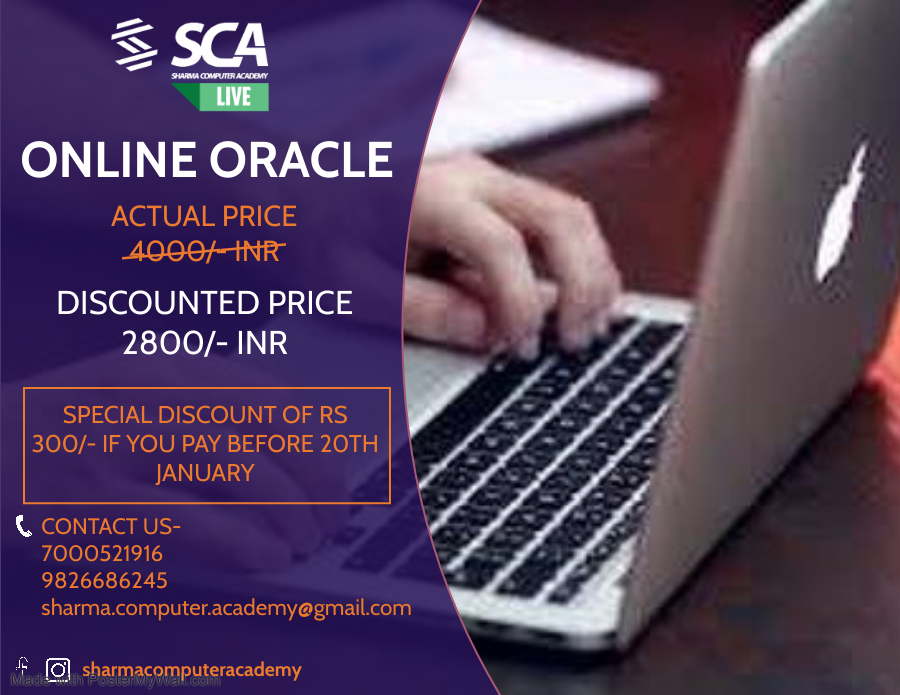 SCA
SHARMA COMPUTER ACADEMY
LIVE
ONLINE ORACLE
ACTUAL PRICE
4000/- INR
DISCOUNTED PRICE
2800/- INR
SPECIAL DISCOUNT OF RS
300/- IF YOU PAY BEFORE 20TH
JANUARY
CONTACT US-
7000521916
9826686245
sharma.computer.academy@gmail.com
sharmacomputeracademy
Made with PosterMyWall.com